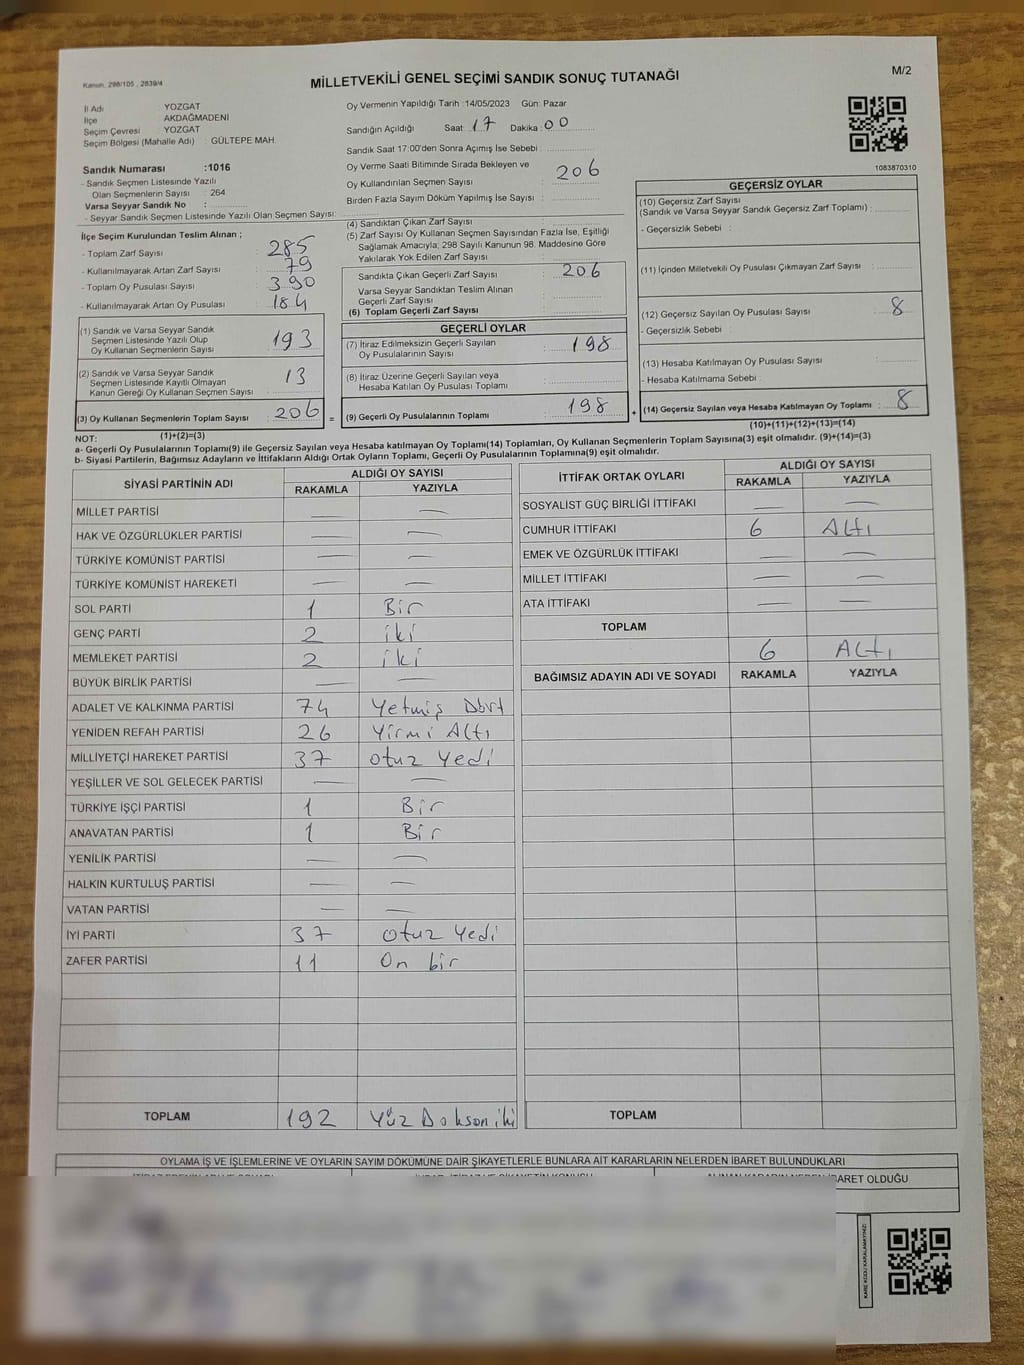 Kanun, 298/105 , 2839/4
MİLLETVEKİLİ GENEL SEÇİMİ SANDIK SONUÇ TUTANAĞI
M/2
İl Adı YOZGAT
İlçe AKDAĞMADENİ
Seçim Çevresi YOZGAT
Seçim Bölgesi (Mahalle Adı) : GÜLTEPE MAH.
Sandık Numarası :1016
- Sandık Seçmen Listesinde Yazılı
Olan Seçmenlerin Sayısı : 264
Varsa Seyyar Sandık No :
- Seyyar Sandık Seçmen Listesinde Yazılı Olan Seçmen Sayısı:
Oy Vermenin Yapıldığı Tarih :14/05/2023 Gün: Pazar
Sandığın Açıldığı Saat : 17 Dakika : 00
Sandık Saat 17:00'den Sonra Açımış İse Sebebi :
Oy Verme Saati Bitiminde Sırada Bekleyen ve
Oy Kullandırılan Seçmen Sayısı : 206
Birden Fazla Sayım Döküm Yapılmış İse Sayısı :
1083870310
İlçe Seçim Kurulundan Teslim Alınan ;
- Toplam Zarf Sayısı : 285
- Kullanılmayarak Artan Zarf Sayısı : 79
- Toplam Oy Pusulası Sayısı : 390
- Kullanılmayarak Artan Oy Pusulası : 184
(1) Sandık ve Varsa Seyyar Sandık
Seçmen Listesinde Yazılı Olup
Oy Kullanan Seçmenlerin Sayısı : 193
(2) Sandık ve Varsa Seyyar Sandık
Seçmen Listesinde Kayıtlı Olmayan
Kanun Gereği Oy Kullanan Seçmen Sayısı : 13
(3) Oy Kullanan Seçmenlerin Toplam Sayısı : 206 =
(1)+(2)=(3)
(4) Sandıktan Çıkan Zarf Sayısı
(5) Zarf Sayısı Oy Kullanan Seçmen Sayısından Fazla İse, Eşitliği
Sağlamak Amacıyla; 298 Sayılı Kanunun 98. Maddesine Göre
Yakılarak Yok Edilen Zarf Sayısı :
Sandıkta Çıkan Geçerli Zarf Sayısı : 206
Varsa Seyyar Sandıktan Teslim Alınan
Geçerli Zarf Sayısı :
(6) Toplam Geçerli Zarf Sayısı :
GEÇERLİ OYLAR
(7) İtiraz Edilmeksizin Geçerli Sayılan
Oy Pusulalarının Sayısı : 198
(8) İtiraz Üzerine Geçerli Sayılan veya
Hesaba Katılan Oy Pusulası Toplamı :
(9) Geçerli Oy Pusulalarının Toplamı : 198 +
GEÇERSİZ OYLAR
(10) Geçersiz Zarf Sayısı
(Sandık ve Varsa Seyyar Sandık Geçersiz Zarf Toplamı) :
- Geçersizlik Sebebi :
(11) İçinden Milletvekili Oy Pusulası Çıkmayan Zarf Sayısı :
(12) Geçersiz Sayılan Oy Pusulası Sayısı : 8
- Geçersizlik Sebebi :
(13) Hesaba Katılmayan Oy Pusulası Sayısı :
- Hesaba Katılmama Sebebi :
(14) Geçersiz Sayılan veya Hesaba Katılmayan Oy Toplamı : 8
(10)+(11)+(12)+(13)=(14)
NOT:
a- Geçerli Oy Pusulalarının Toplamı(9) ile Geçersiz Sayılan veya Hesaba katılmayan Oy Toplamı(14) Toplamları, Oy Kullanan Seçmenlerin Toplam Sayısına(3) eşit olmalıdır. (9)+(14)=(3)
b- Siyasi Partilerin, Bağımsız Adayların ve İttifakların Aldığı Ortak Oyların Toplamı, Geçerli Oy Pusulalarının Toplamına(9) eşit olmalıdır.
SİYASİ PARTİNİN ADI ALDIĞI OY SAYISI
RAKAMLA YAZIYLA
MİLLET PARTİSİ — —
HAK VE ÖZGÜRLÜKLER PARTİSİ — —
TÜRKİYE KOMÜNİST PARTİSİ — —
TÜRKİYE KOMÜNİST HAREKETİ — —
SOL PARTİ 1 Bir
GENÇ PARTİ 2 iki
MEMLEKET PARTİSİ 2 iki
BÜYÜK BİRLİK PARTİSİ — —
ADALET VE KALKINMA PARTİSİ 74 Yetmiş Dört
YENİDEN REFAH PARTİSİ 26 Yirmi Altı
MİLLİYETÇİ HAREKET PARTİSİ 37 otuz Yedi
YEŞİLLER VE SOL GELECEK PARTİSİ — —
TÜRKİYE İŞÇİ PARTİSİ 1 Bir
ANAVATAN PARTİSİ 1 Bir
YENİLİK PARTİSİ — —
HALKIN KURTULUŞ PARTİSİ — —
VATAN PARTİSİ — —
İYİ PARTİ 37 otuz Yedi
ZAFER PARTİSİ 11 On bir
TOPLAM 192 Yüz Doksan iki
İTTİFAK ORTAK OYLARI ALDIĞI OY SAYISI
RAKAMLA YAZIYLA
SOSYALİST GÜÇ BİRLİĞİ İTTİFAKI — —
CUMHUR İTTİFAKI 6 Altı
EMEK VE ÖZGÜRLÜK İTTİFAKI — —
MİLLET İTTİFAKI — —
ATA İTTİFAKI — —
TOPLAM 6 Altı
BAĞIMSIZ ADAYIN ADI VE SOYADI RAKAMLA YAZIYLA
TOPLAM
OYLAMA İŞ VE İŞLEMLERİNE VE OYLARIN SAYIM DÖKÜMÜNE DAİR ŞİKAYETLERLE BUNLARA AİT KARARLARIN NELERDEN İBARET BULUNDUKLARI
İBARET OLDUĞU
KARE KODU KARALAMAYINIZ!